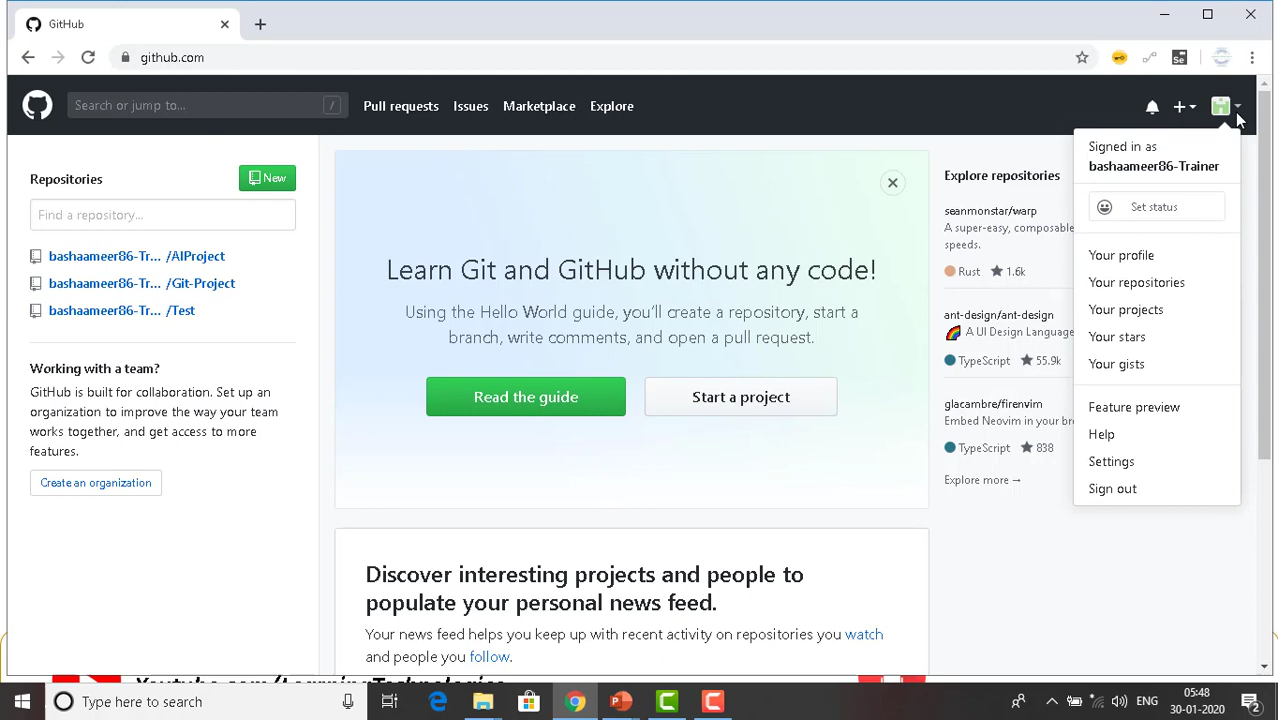 GitHub
github.com
Search or jump to...
/
Pull requests
Issues
Marketplace
Explore
Repositories
New
Find a repository...
bashaameer86-Tr... /AIProject
bashaameer86-Tr... /Git-Project
bashaameer86-Tr... /Test
Working with a team?
GitHub is built for collaboration. Set up an
organization to improve the way your team
works together, and get access to more
features.
Create an organization
Learn Git and GitHub without any code!
Using the Hello World guide, you'll create a repository, start a
branch, write comments, and open a pull request.
Read the guide
Start a project
Discover interesting projects and people to
populate your personal news feed.
Your news feed helps you keep up with recent activity on repositories you watch
and people you follow.
Explore repositories
seanmonstar/warp
A super-easy, composable
speeds.
Rust
1.6k
ant-design/ant-design
A UI Design Language
TypeScript
55.9k
glacambre/firenvim
Embed Neovim in your
TypeScript
838
Explore more →
Signed in as
bashaameer86-Trainer
Set status
Your profile
Your repositories
Your projects
Your stars
Your gists
Feature preview
Help
Settings
Sign out
Type here to search
ENG
05:48
30-01-2020
2